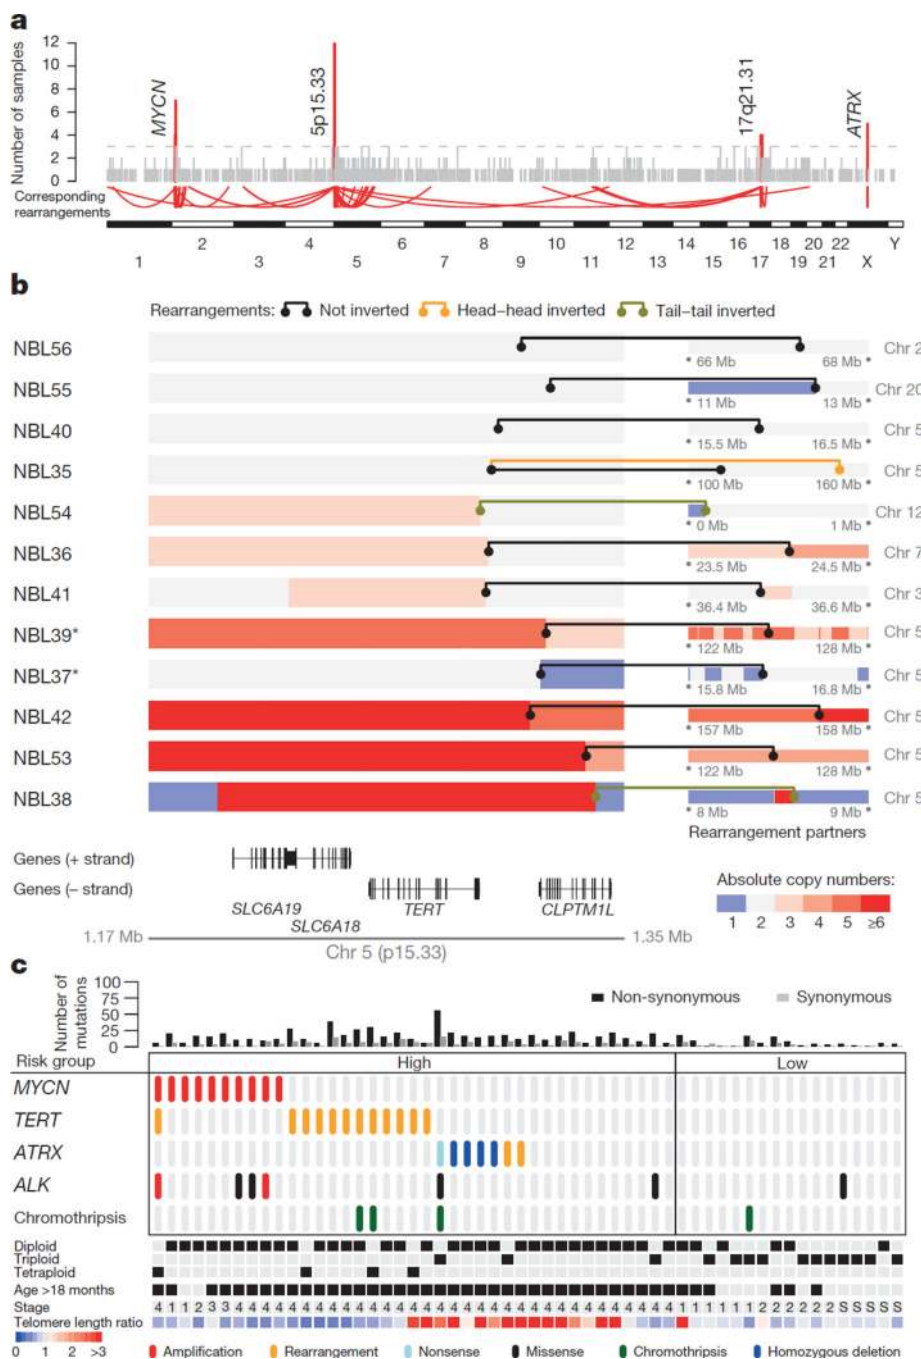 a
Number of samples
12
10
8
6
4
2
0
MYCN
5p15.33
17q21.31
ATRX
Corresponding
rearrangements
2 4 6 8 10 12 14 16 18 20 22 Y
1 3 5 7 9 11 13 15 17 19 21 X
b
Rearrangements: Not inverted Head–head inverted Tail–tail inverted
NBL56 66 Mb 68 Mb Chr 2
NBL55 11 Mb 13 Mb Chr 20
NBL40 15.5 Mb 16.5 Mb Chr 5
NBL35 100 Mb 160 Mb Chr 5
NBL54 0 Mb 1 Mb Chr 12
NBL36 23.5 Mb 24.5 Mb Chr 7
NBL41 36.4 Mb 36.6 Mb Chr 3
NBL39* 122 Mb 128 Mb Chr 5
NBL37* 15.8 Mb 16.8 Mb Chr 5
NBL42 157 Mb 158 Mb Chr 5
NBL53 122 Mb 128 Mb Chr 5
NBL38 8 Mb 9 Mb Chr 5
Rearrangement partners
Genes (+ strand)
Genes (– strand)
SLC6A19 TERT CLPTM1L
SLC6A18
1.17 Mb 1.35 Mb
Chr 5 (p15.33)
Absolute copy numbers:
1 2 3 4 5 ≥6
c
Number of
mutations
100
75
50
25
0
Non-synonymous Synonymous
Risk group High Low
MYCN
TERT
ATRX
ALK
Chromothripsis
Diploid
Triploid
Tetraploid
Age >18 months
Stage 4 1 1 2 3 3 4 4 4 4 4 4 4 4 4 4 4 4 4 4 4 4 4 4 4 4 4 4 4 4 4 4 4 4 4 4 4 4 4 1 1 1 1 1 1 2 2 2 2 2 2 S S S S S
Telomere length ratio
0 1 2 >3
Amplification Rearrangement Nonsense Missense Chromothripsis Homozygous deletion